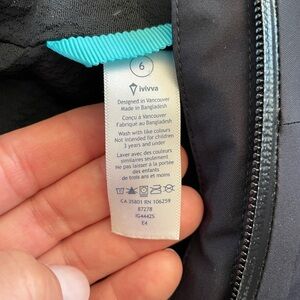 6
ivivva
Designed in Vancouver
Made in Bangladesh
Conçu à Vancouver
Fabriqué au Bangladesh
Wash with like colours
Not intended for children
3 years and under
Laver avec des couleurs
similaires seulement
Ne pas laisser à la portée
des enfants
de trois ans et moins
CA 35801 RN 106259
87278
IG444ZS
E4